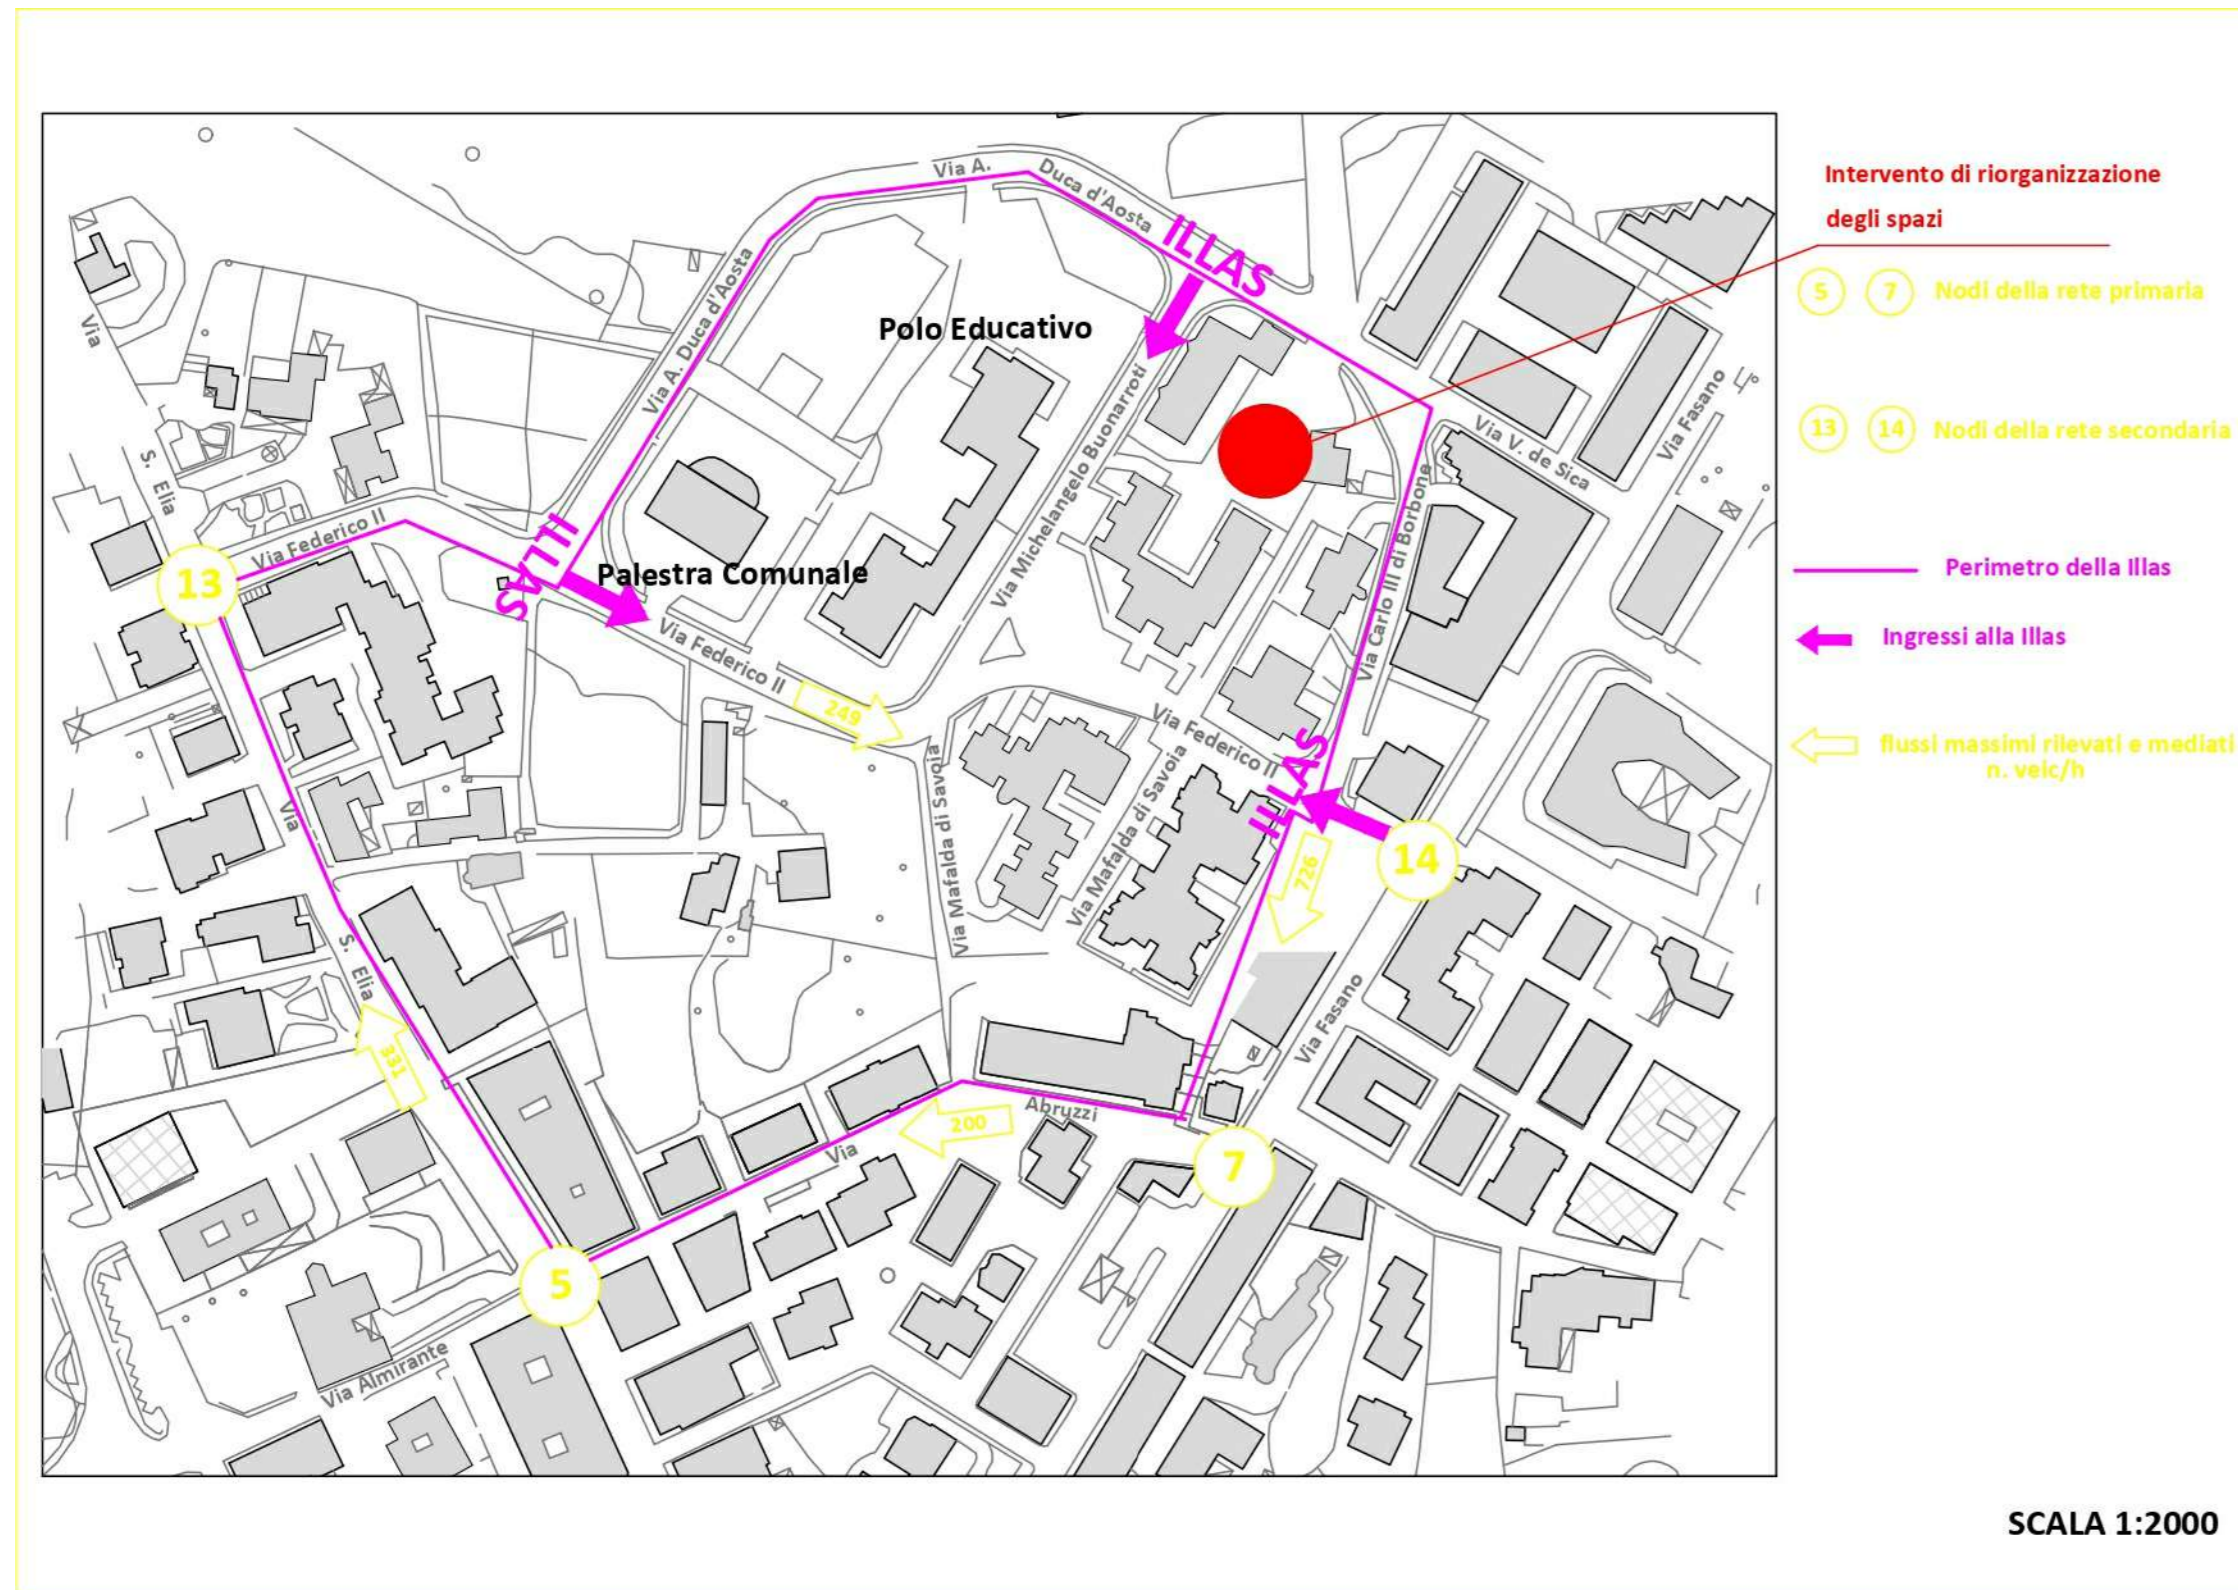 Via A.
Duca d'Aosta
ILLAS
Intervento di riorganizzazione
degli spazi
5 7 Nodi della rete primaria
Via A. Duca d'Aosta
Polo Educativo
Via
Via Michelangelo Buonarroti
Via Fasano
13 14 Nodi della rete secondaria
Via V. de Sica
S. Elia
Via Federico II
ILLAS
Palestra Comunale
13
Via Carlo III di Borbone
Perimetro della Illas
Ingressi alla Illas
Via Federico II
249
Via Federico II
flussi massimi rilevati e mediati
n. veic/h
ILLAS
Via Mafalda di Savoia
Via Mafalda di Savoia
Via
726
14
S. Elia
Via Fasano
331
200
Abruzzi
Via
7
5
Via Almirante
SCALA 1:2000